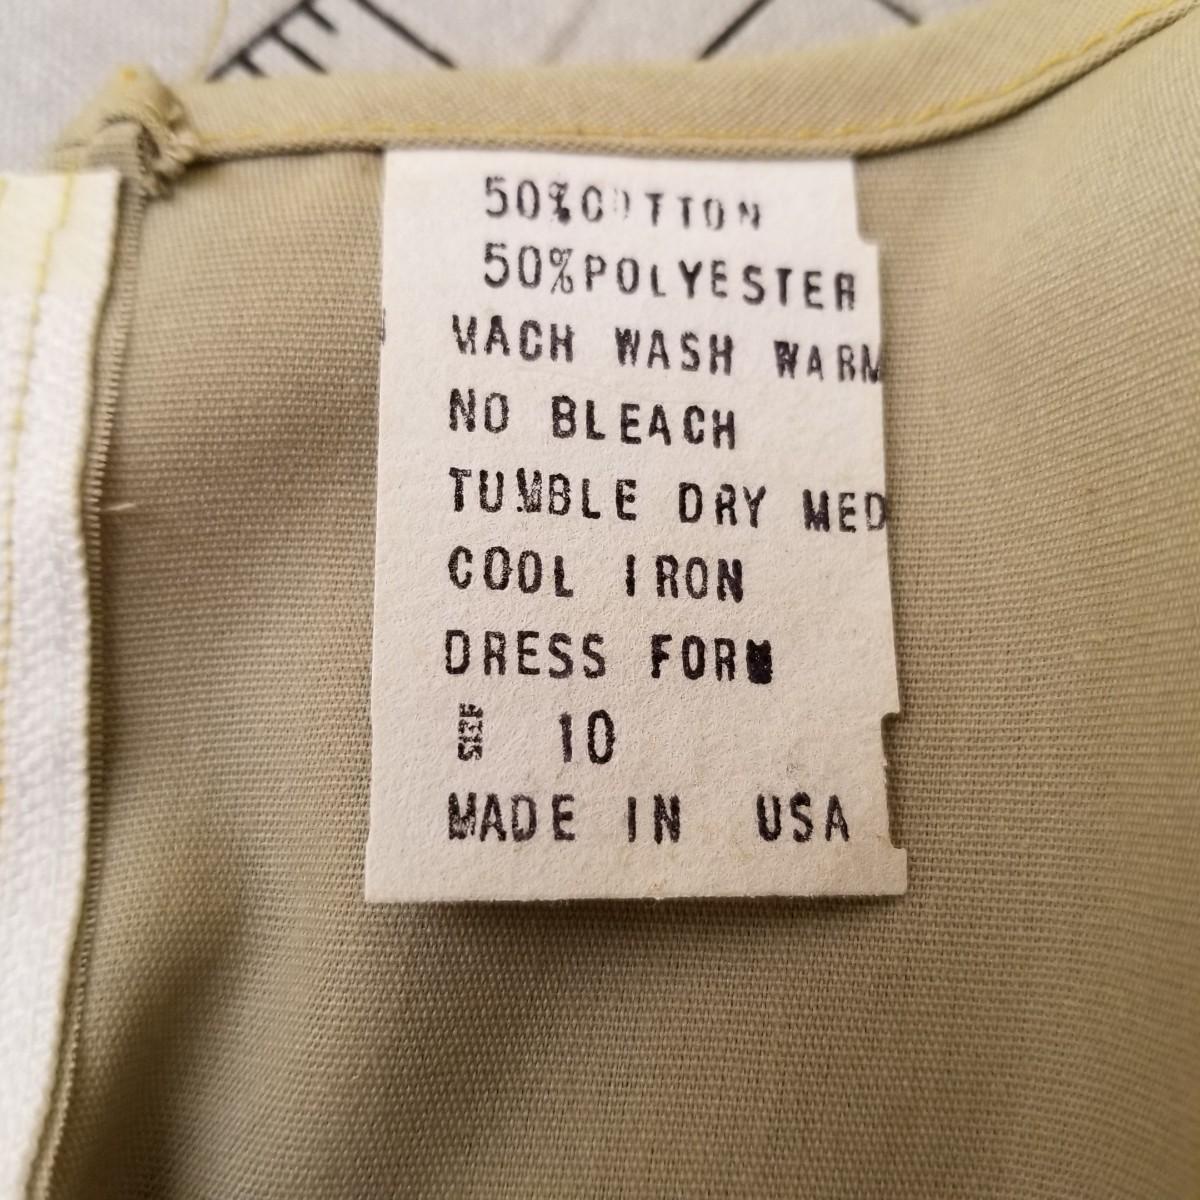 50%COTTON
50%POLYESTER
MACH WASH WARM
NO BLEACH
TUMBLE DRY MED
COOL IRON
DRESS FORM
SIZE 10
MADE IN USA